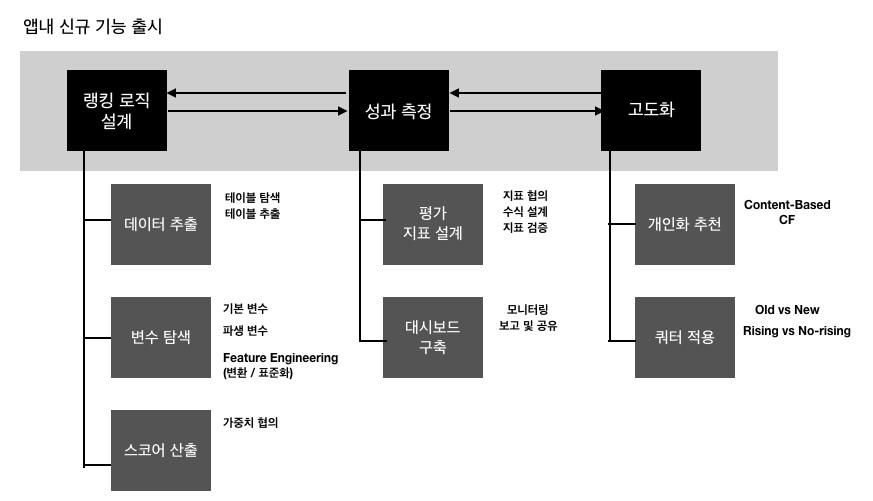 앱내 신규 기능 출시
랭킹 로직
설계
성과 측정
고도화
데이터 추출
테이블 탐색
테이블 추출
평가
지표 설계
지표 협의
수식 설계
지표 검증
개인화 추천
Content-Based
CF
변수 탐색
기본 변수
파생 변수
Feature Engineering
(변환 / 표준화)
대시보드
구축
모니터링
보고 및 공유
쿼터 적용
Old vs New
Rising vs No-rising
스코어 산출
가중치 협의